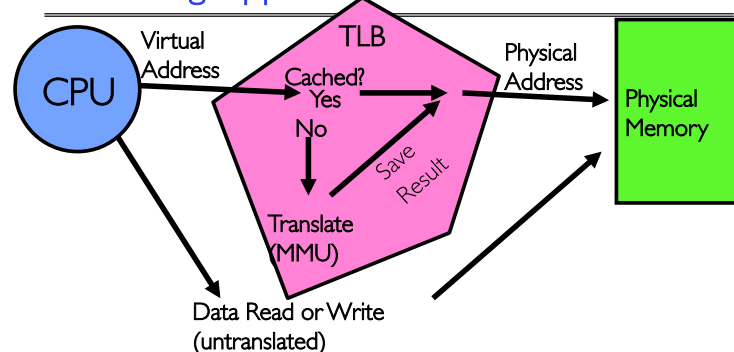 TLB
Virtual
Address
CPU
Cached?
Yes
No
Save
Result
Translate
(MMU)
Physical
Address
Physical
Memory
Data Read or Write
(untranslated)